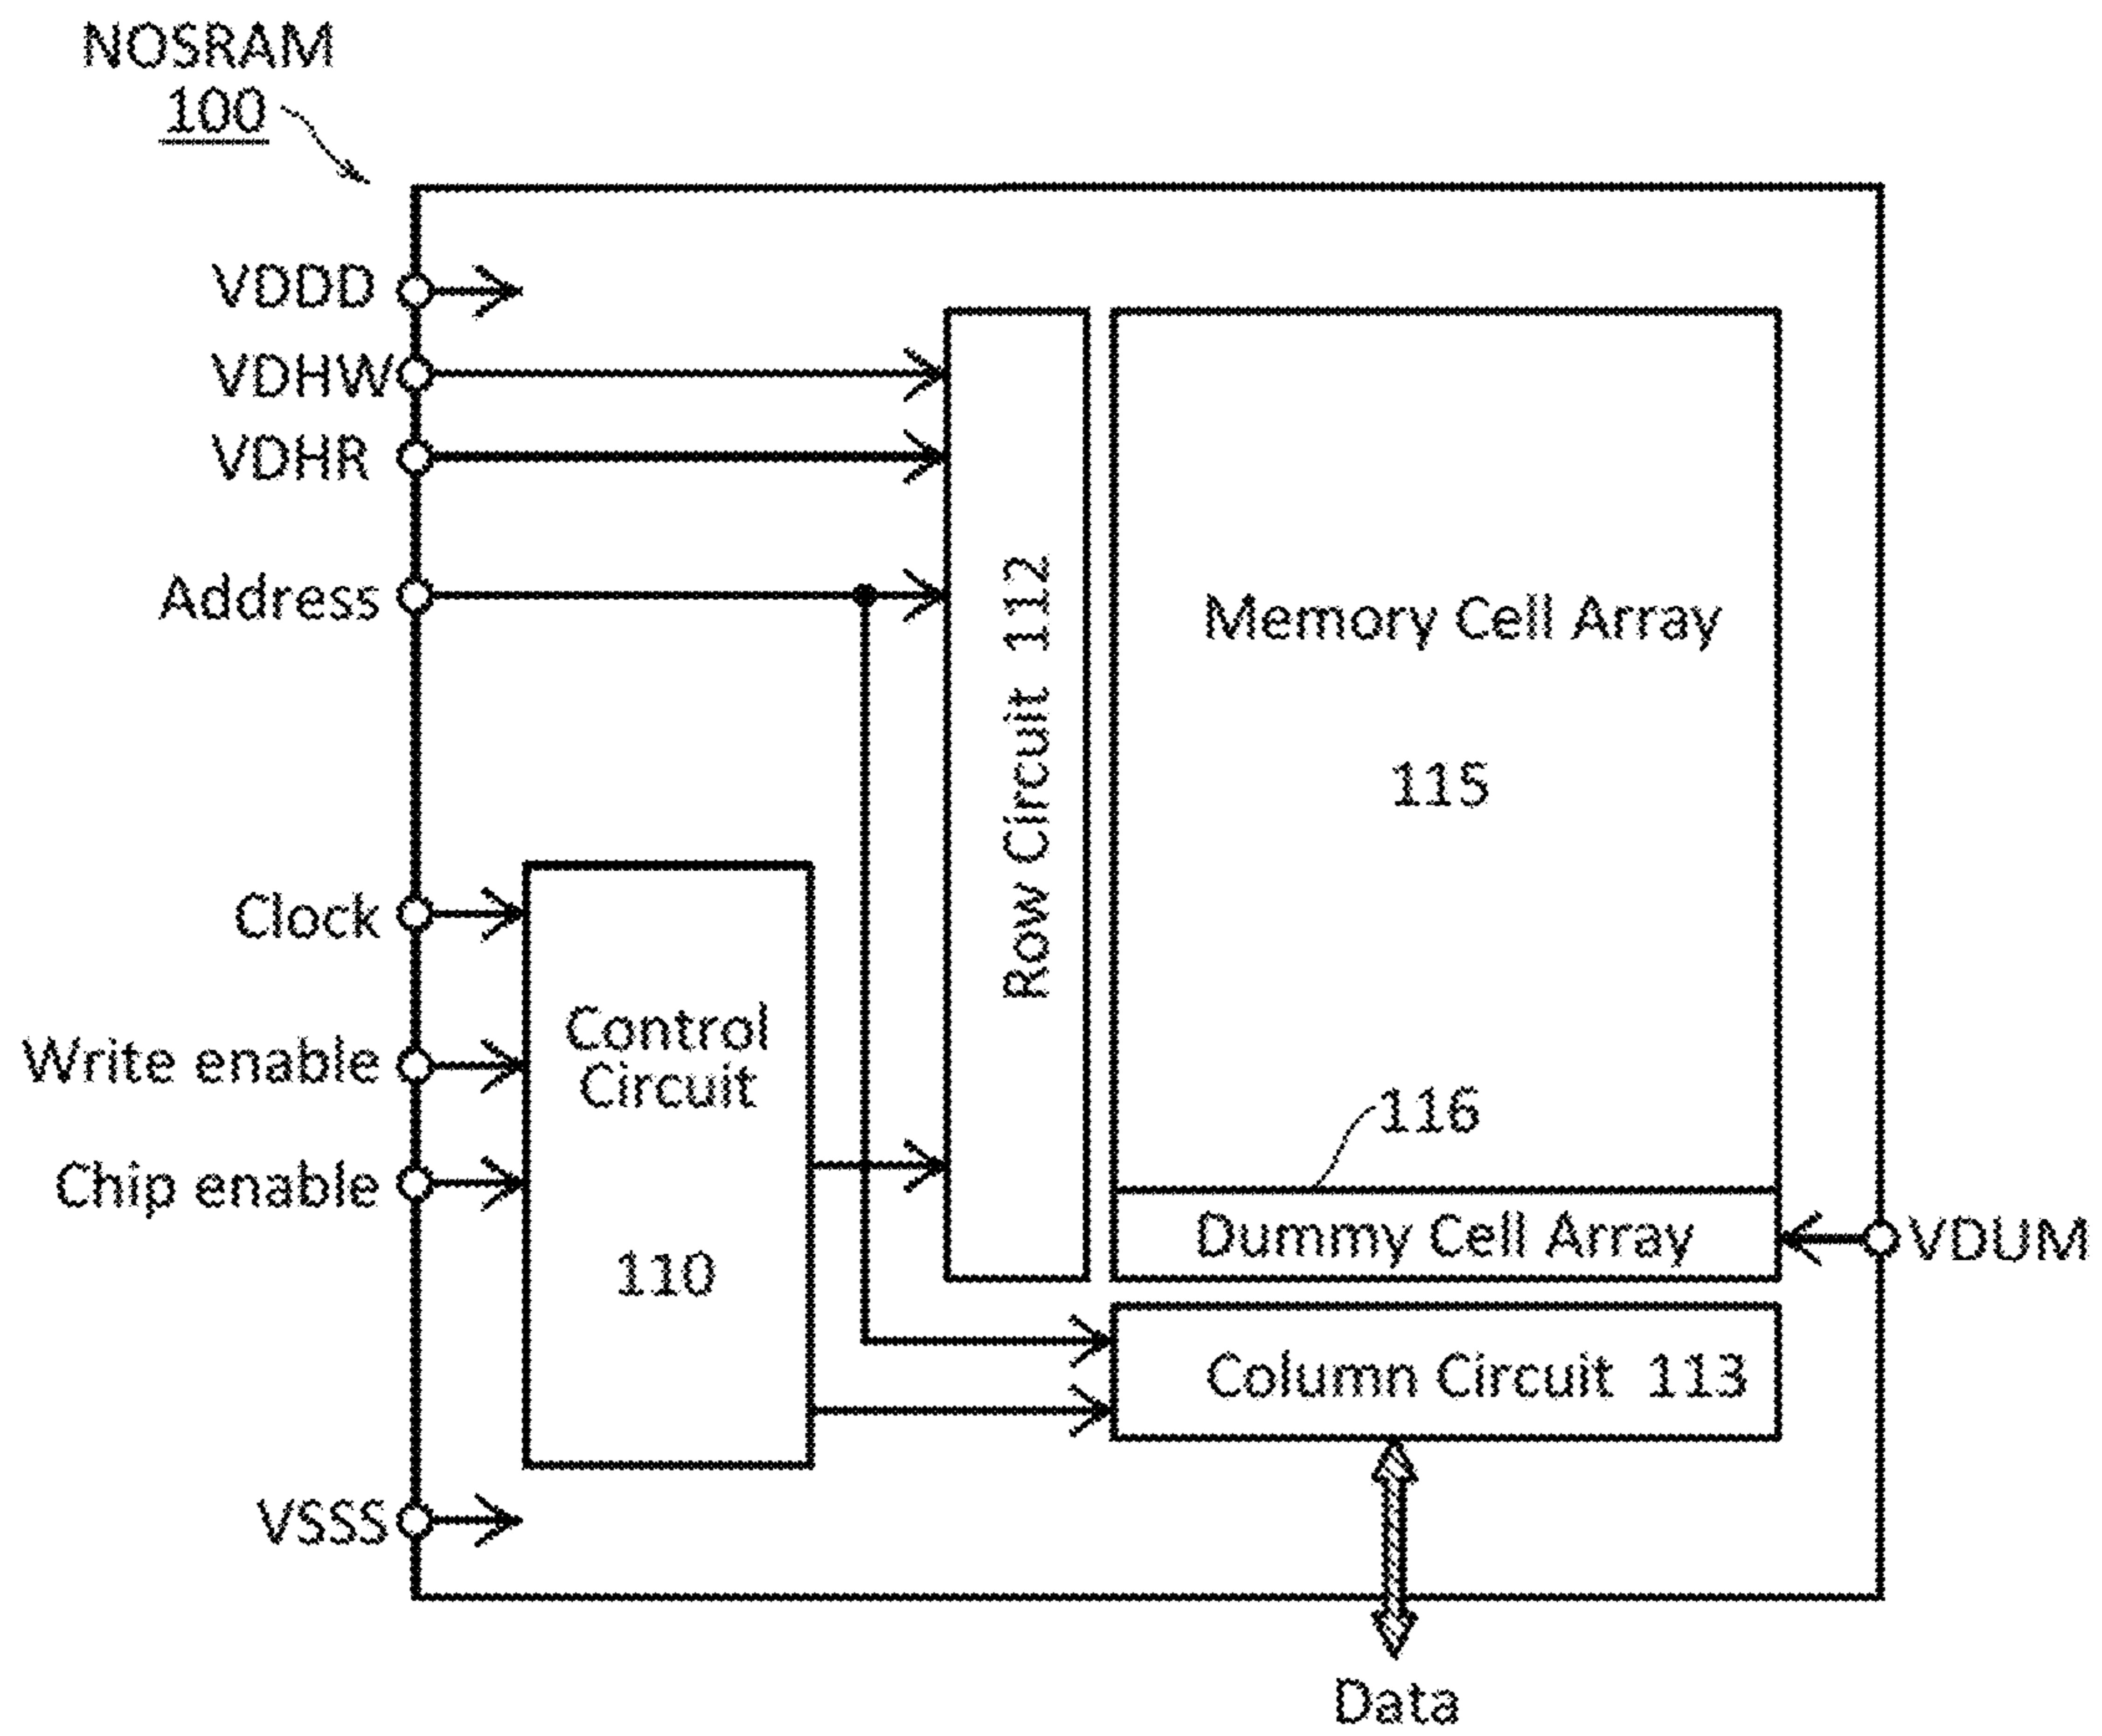 NOSRAM
100
VDDD
VDHW
VDHR
Address
Row Circuit 112
Memory Cell Array
115
Clock
Write enable
Chip enable
Control
Circuit
110
116
Dummy Cell Array
VDUM
Column Circuit 113
VSSS
Data